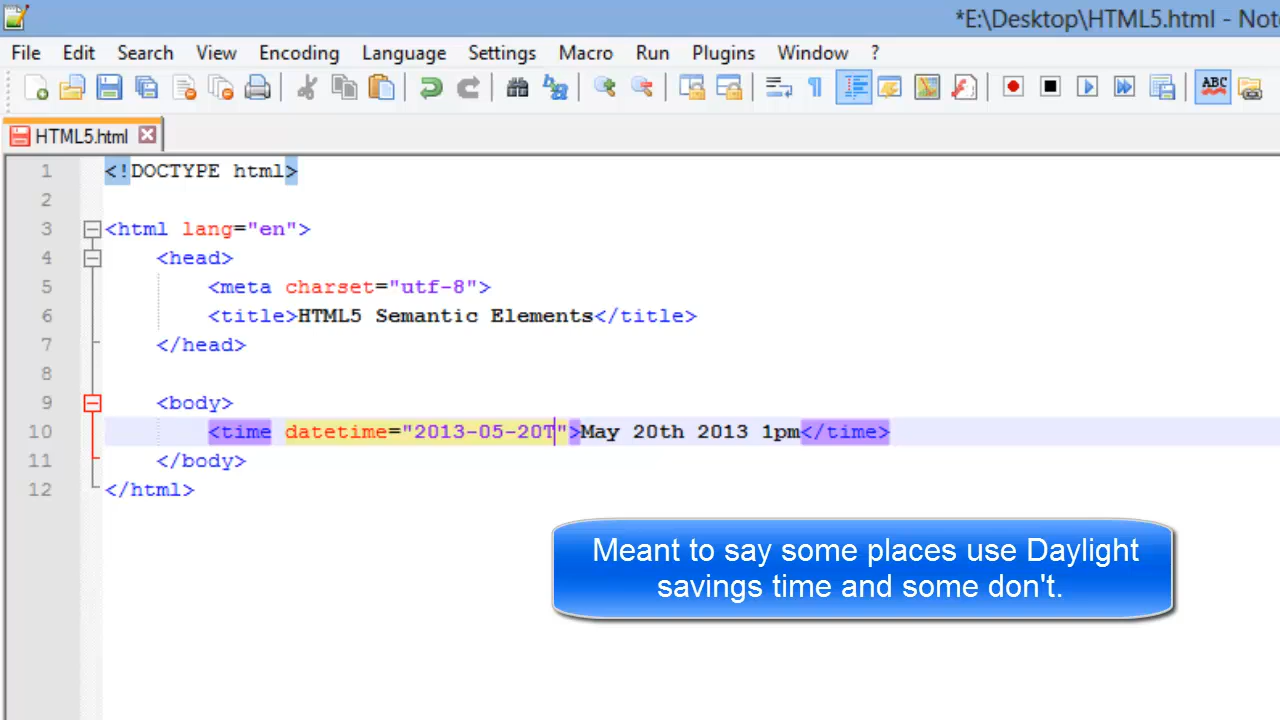 *E:\Desktop\HTML5.html - Note
File Edit Search View Encoding Language Settings Macro Run Plugins Window ?
ABC
HTML5.html
1 <!DOCTYPE html>
2
3 <html lang="en">
4 <head>
5 <meta charset="utf-8">
6 <title>HTML5 Semantic Elements</title>
7 </head>
8
9 <body>
10 <time datetime="2013-05-20T">May 20th 2013 1pm</time>
11 </body>
12 </html>
Meant to say some places use Daylight
savings time and some don't.